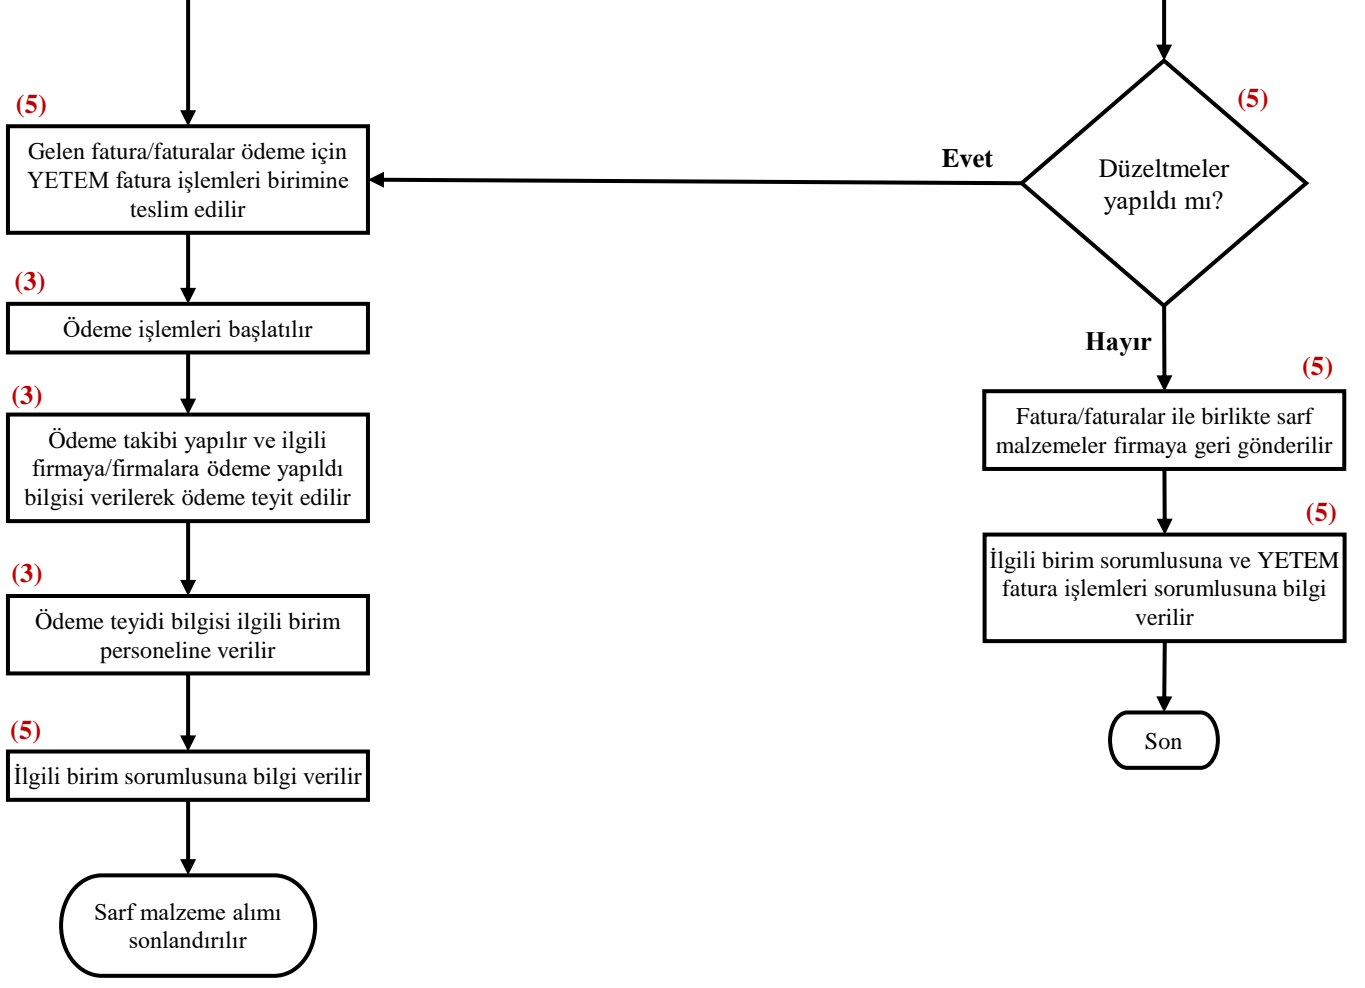 (5)
Gelen fatura/faturalar ödeme için
YETEM fatura işlemleri birimine
teslim edilir
(3)
Ödeme işlemleri başlatılır
(3)
Ödeme takibi yapılır ve ilgili
firmaya/firmalara ödeme yapıldı
bilgisi verilerek ödeme teyit edilir
(3)
Ödeme teyidi bilgisi ilgili birim
personeline verilir
(5)
İlgili birim sorumlusuna bilgi verilir
Sarf malzeme alımı
sonlandırılır
(5)
Düzeltmeler
yapıldı mı?
Evet
Hayır
(5)
Fatura/faturalar ile birlikte sarf
malzemeler firmaya geri gönderilir
(5)
İlgili birim sorumlusuna ve YETEM
fatura işlemleri sorumlusuna bilgi
verilir
Son